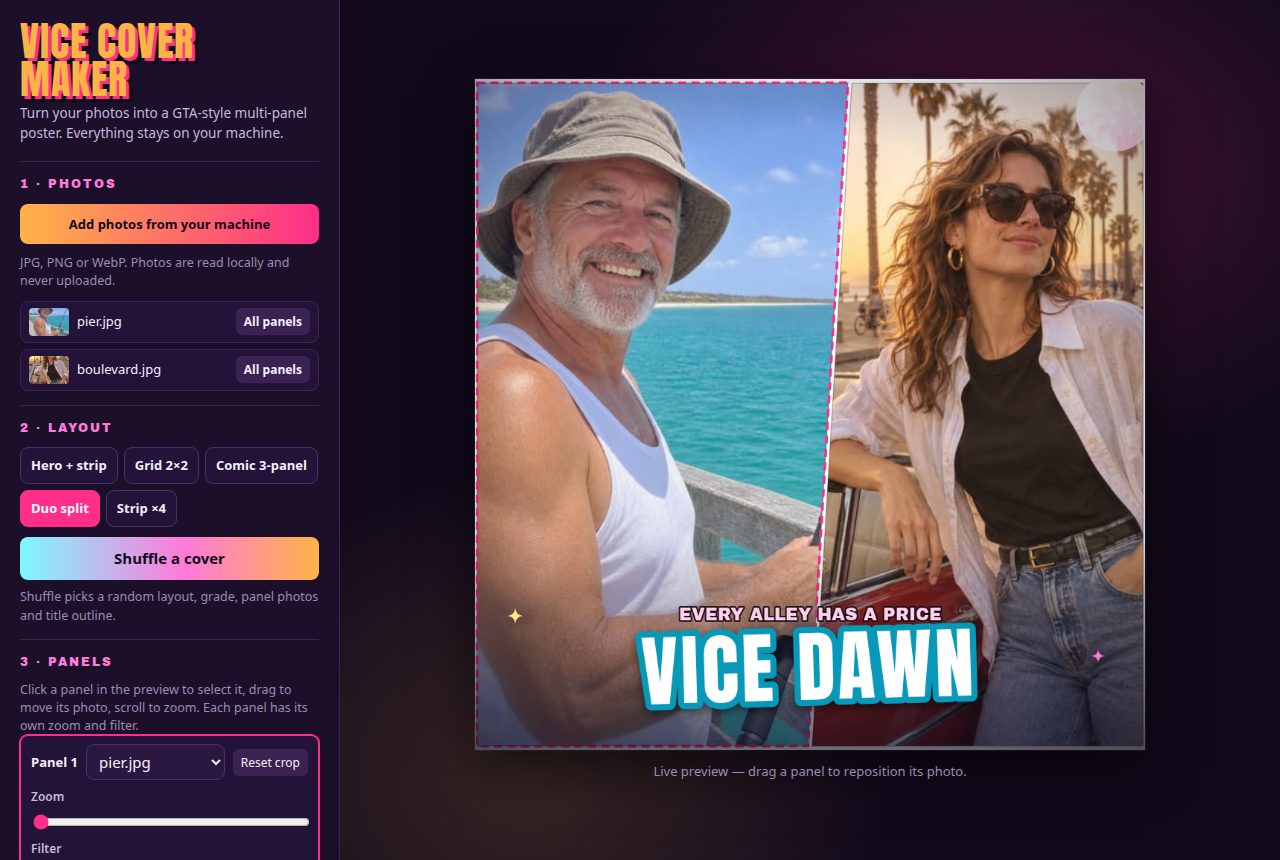 VICE COVER
MAKER
Turn your photos into a GTA-style multi-panel
poster. Everything stays on your machine.
1 · PHOTOS
Add photos from your machine
JPG, PNG or WebP. Photos are read locally and
never uploaded.
pier.jpg All panels
boulevard.jpg All panels
2 · LAYOUT
Hero + strip Grid 2×2 Comic 3-panel
Duo split Strip ×4
Shuffle a cover
Shuffle picks a random layout, grade, panel photos
and title outline.
3 · PANELS
Click a panel in the preview to select it, drag to
move its photo, scroll to zoom. Each panel has its
own zoom and filter.
Panel 1 pier.jpg Reset crop
Zoom
Filter
EVERY ALLEY HAS A PRICE
VICE DAWN
Live preview — drag a panel to reposition its photo.